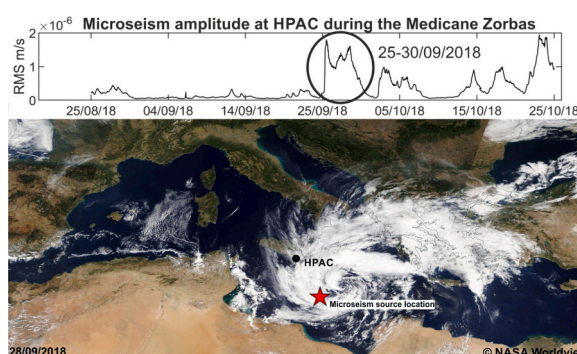 Microseism amplitude at HPAC during the Medicane Zorbas
×10⁻⁶
2
1
0
RMS m/s
25-30/09/2018
25/08/18 04/09/18 14/09/18 25/09/18 05/10/18 15/10/18 25/10/18
HPAC
Microseism source location
28/09/2018
© NASA Worldvie